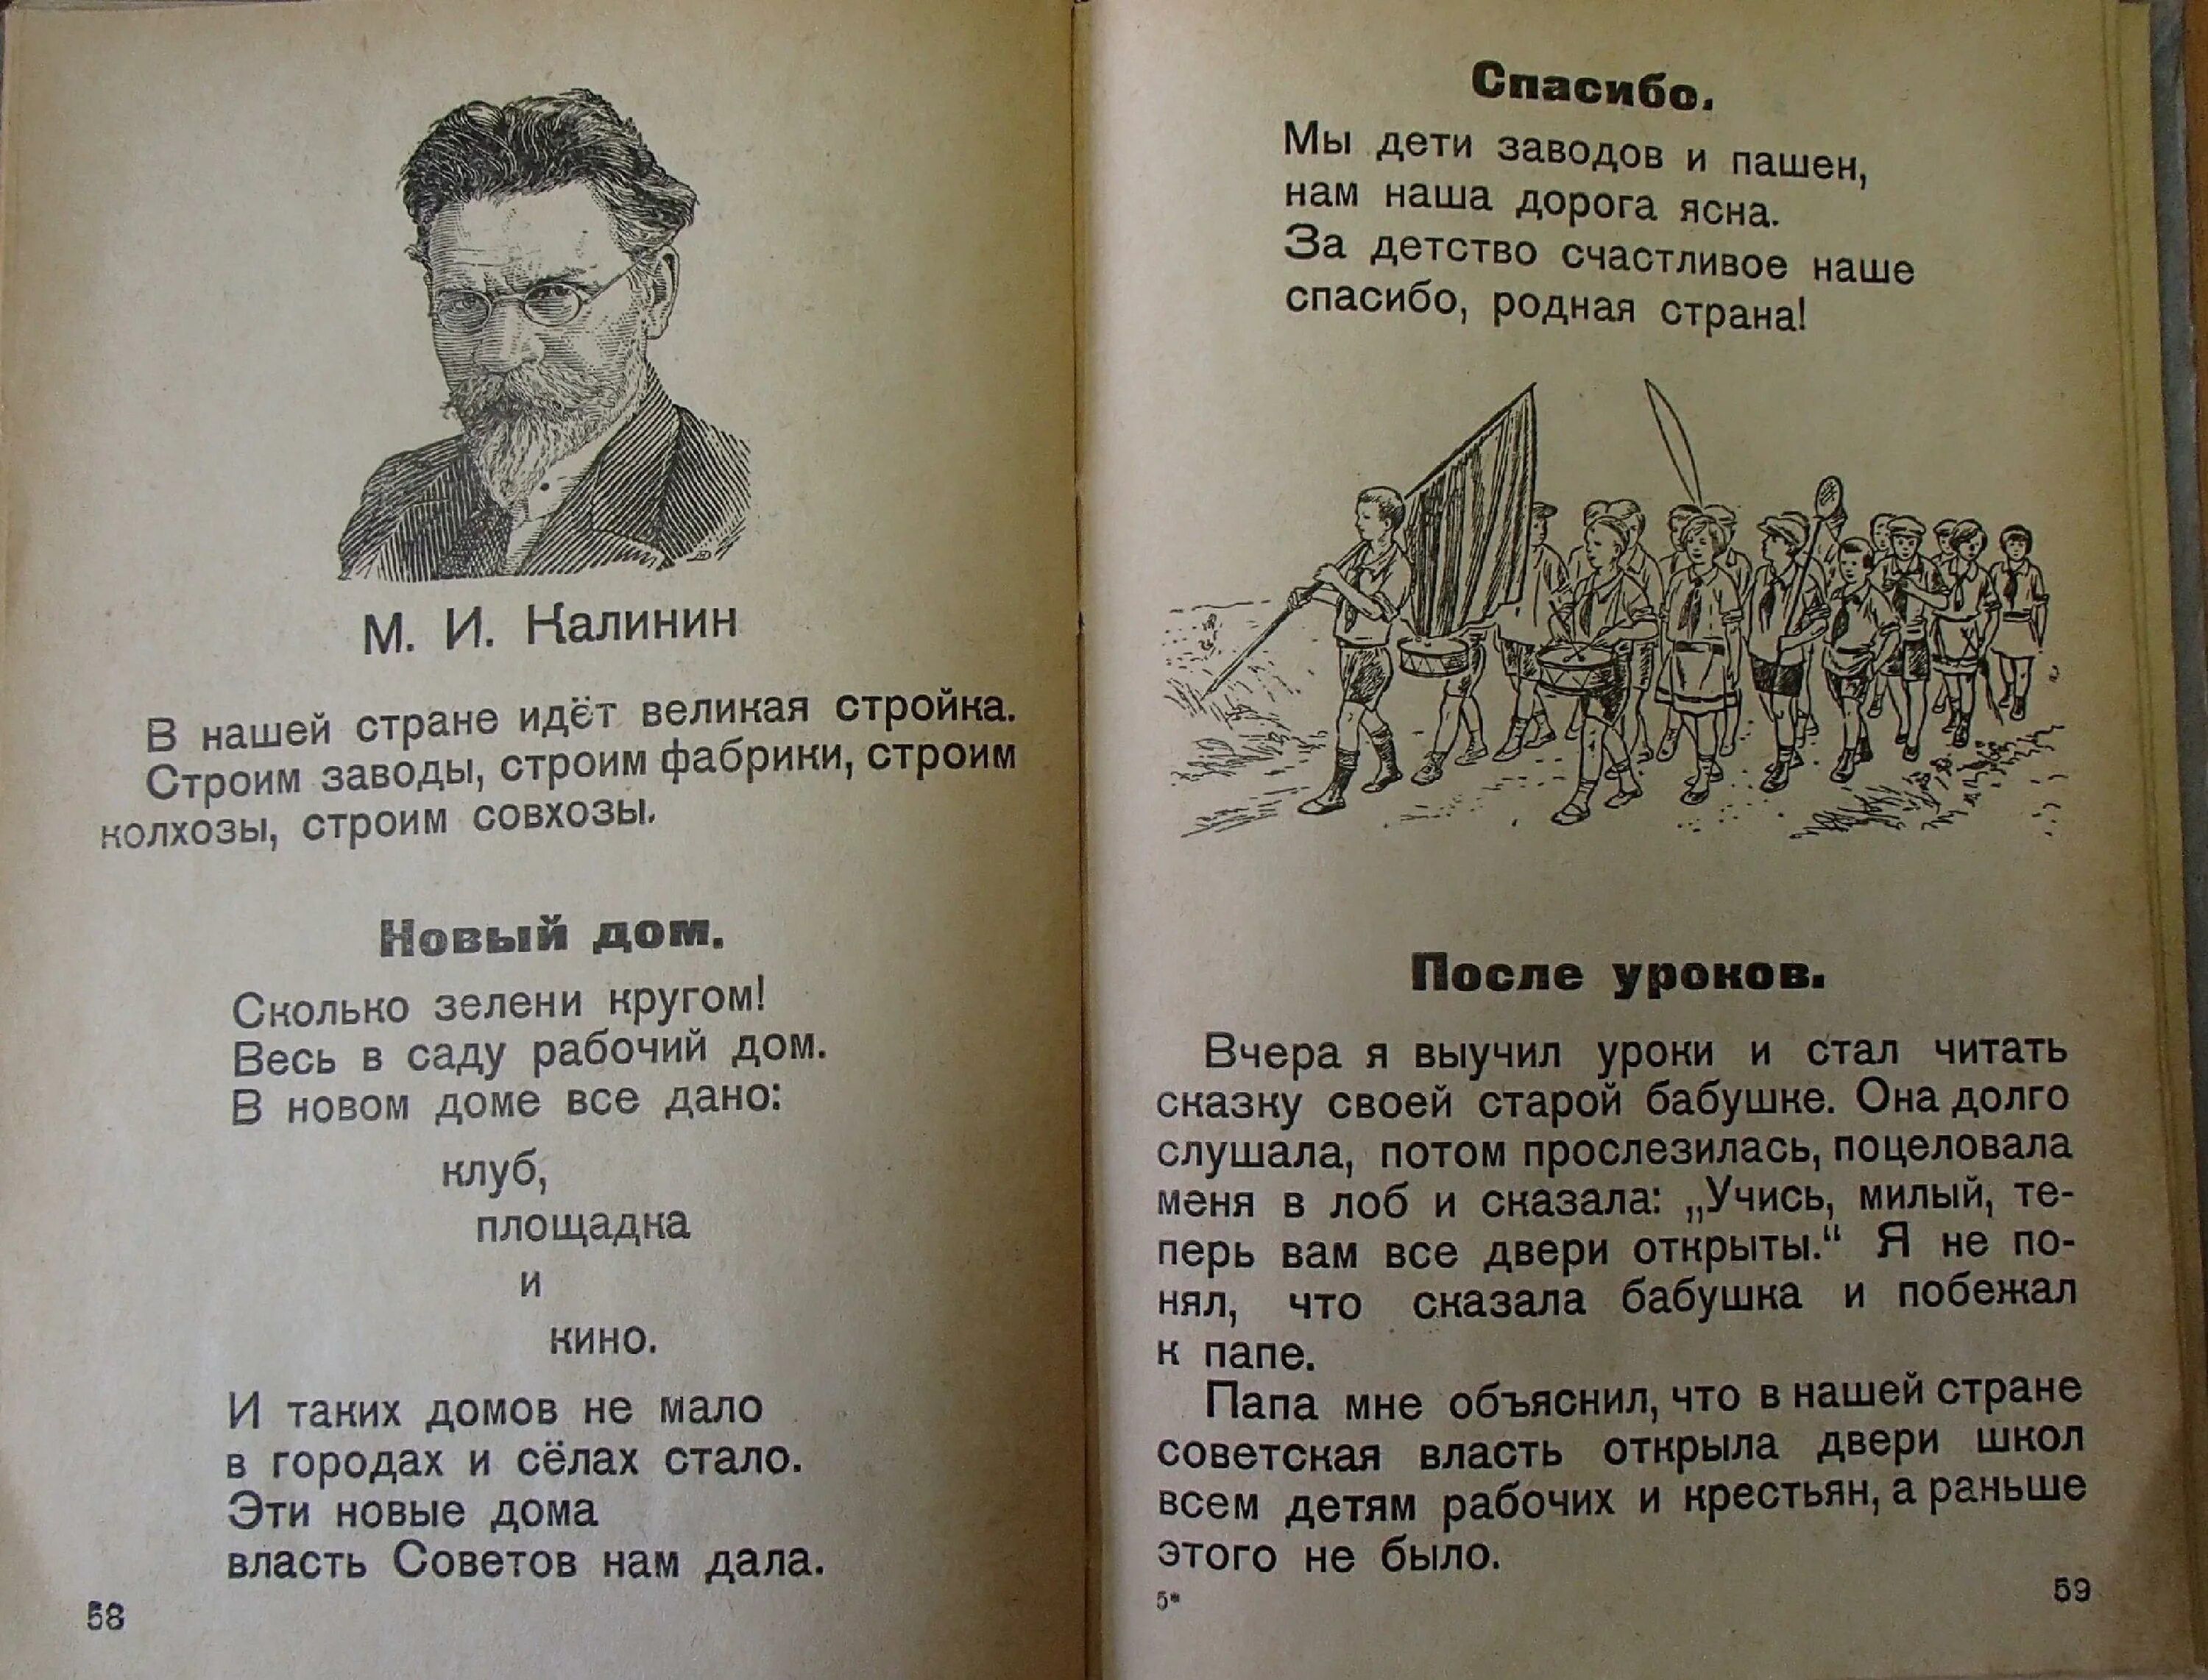 М. И. Калинин
В нашей стране идёт великая стройка.
Строим заводы, строим фабрики, строим
колхозы, строим совхозы.
Новый дом.
Сколько зелени кругом!
Весь в саду рабочий дом.
В новом доме все дано:
клуб,
площадка
и
кино.
И таких домов не мало
в городах и сёлах стало.
Эти новые дома
власть Советов нам дала.
58
Спасибо.
Мы дети заводов и пашен,
нам наша дорога ясна.
За детство счастливое наше
спасибо, родная страна!
После уроков.
Вчера я выучил уроки и стал читать
сказку своей старой бабушке. Она долго
слушала, потом прослезилась, поцеловала
меня в лоб и сказала: „Учись, милый, те-
перь вам все двери открыты.“ Я не по-
нял, что сказала бабушка и побежал
к папе.
Папа мне объяснил, что в нашей стране
советская власть открыла двери школ
всем детям рабочих и крестьян, а раньше
этого не было.
5*
59